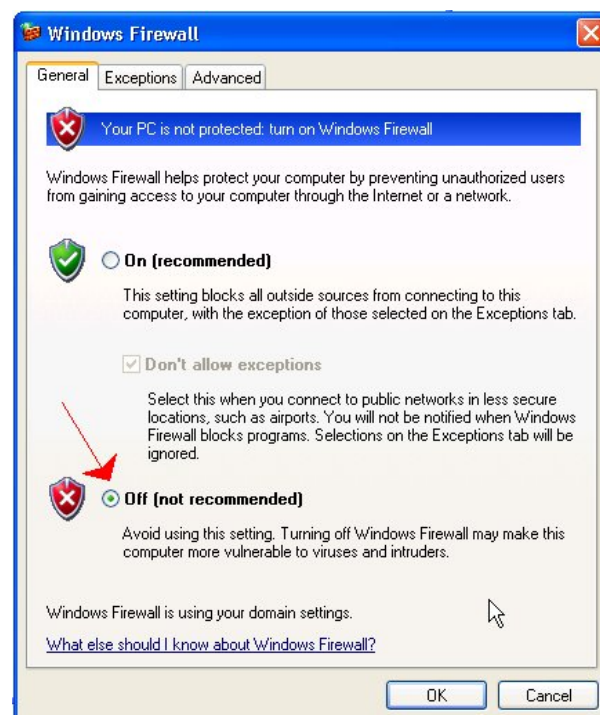 Windows Firewall
General Exceptions Advanced
Your PC is not protected: turn on Windows Firewall
Windows Firewall helps protect your computer by preventing unauthorized users
from gaining access to your computer through the Internet or a network.
On (recommended)
This setting blocks all outside sources from connecting to this
computer, with the exception of those selected on the Exceptions tab.
Don't allow exceptions
Select this when you connect to public networks in less secure
locations, such as airports. You will not be notified when Windows
Firewall blocks programs. Selections on the Exceptions tab will be
ignored.
Off (not recommended)
Avoid using this setting. Turning off Windows Firewall may make this
computer more vulnerable to viruses and intruders.
Windows Firewall is using your domain settings.
What else should I know about Windows Firewall?
OK Cancel